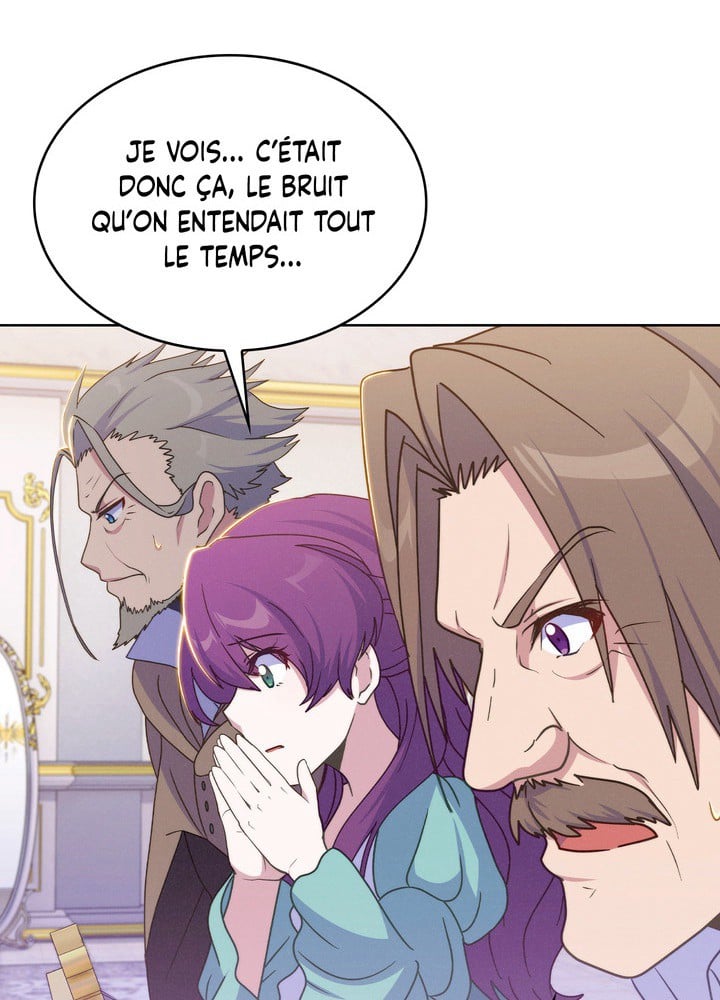 JE VOIS... C'ÉTAIT
DONC ÇA, LE BRUIT
QU'ON ENTENDAIT TOUT
LE TEMPS...